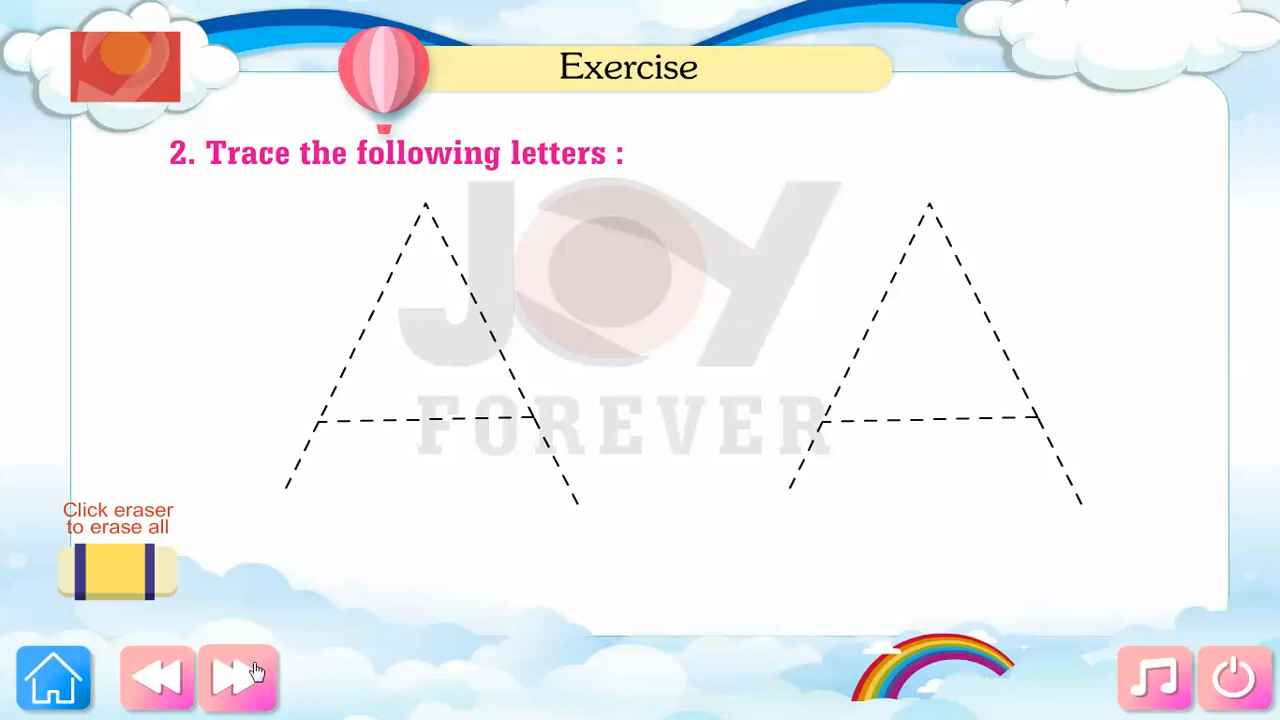 Exercise
2. Trace the following letters :
JOY
FOREVER
A A
Click eraser
to erase all